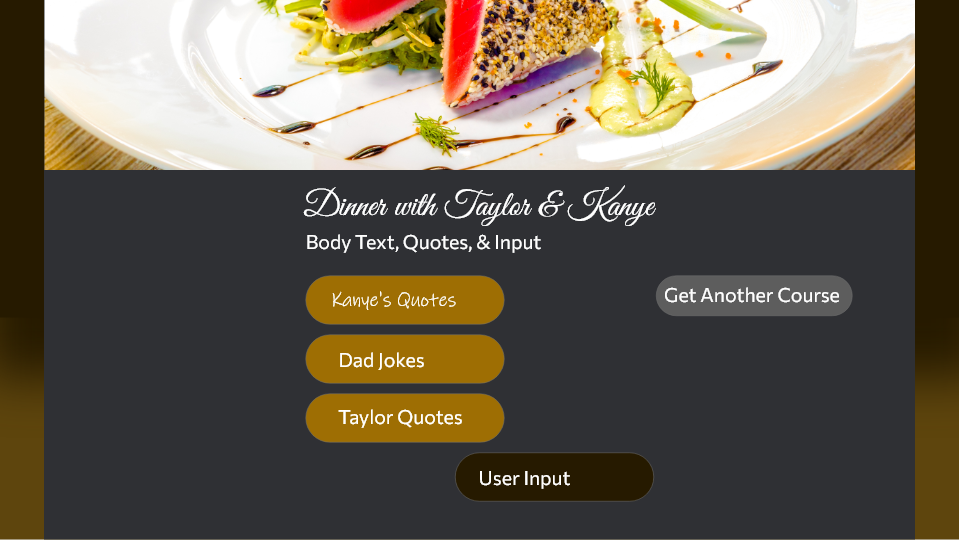 Dinner with Taylor & Kanye
Body Text, Quotes, & Input
Kanye's Quotes
Get Another Course
Dad Jokes
Taylor Quotes
User Input